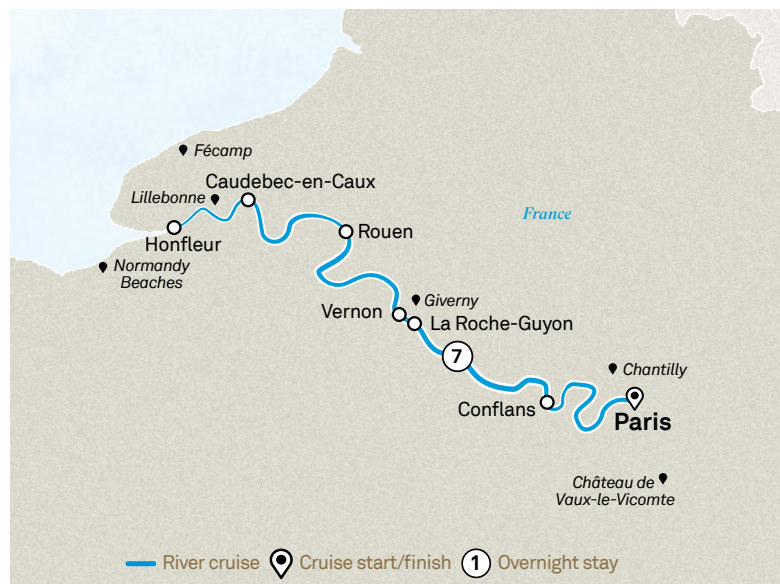 Fécamp
Caudebec-en-Caux
Lillebonne
France
Rouen
Honfleur
Normandy
Beaches
Giverny
Vernon
La Roche-Guyon
7
Chantilly
Conflans
Paris
Château de
Vaux-le-Vicomte
River cruise Cruise start/finish 1 Overnight stay